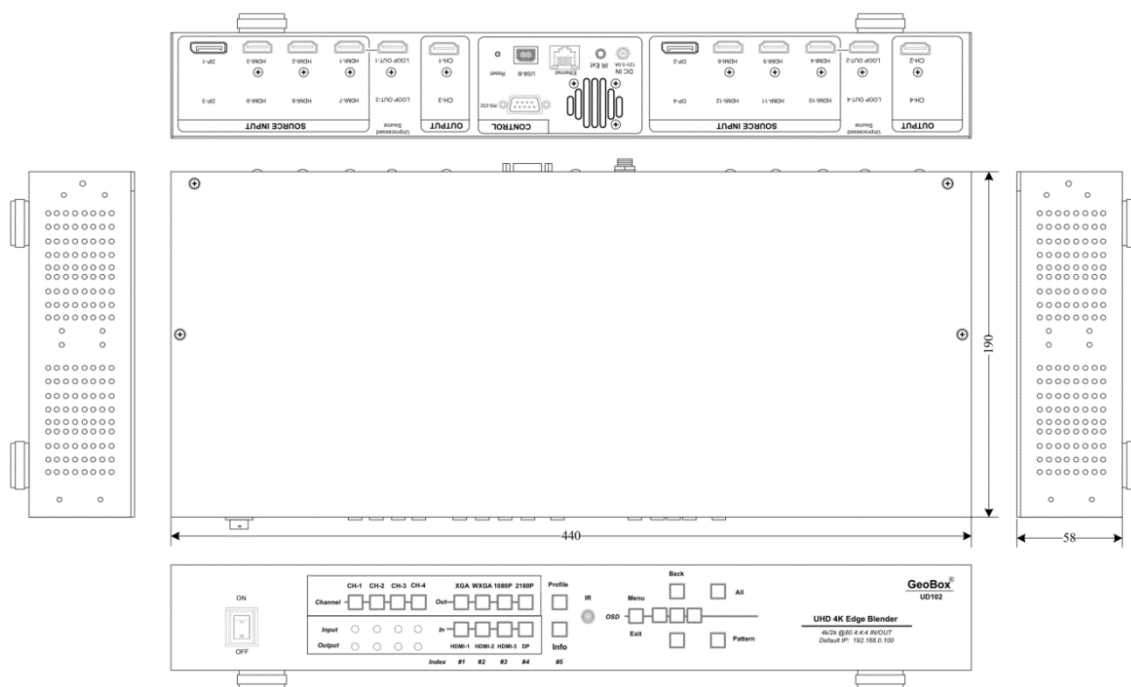 DP-1 HDMI-3 HDMI-2 HDMI-1 LOOP OUT-1 CH-1 Reset USB-B Ethernet IR Ext DC IN 12V-5.0A DP-2 HDMI-6 HDMI-5 HDMI-4 LOOP OUT-2 CH-2
DP-3 HDMI-9 HDMI-8 HDMI-7 LOOP OUT-3 CH-3 RS-232 DP-4 HDMI-12 HDMI-11 HDMI-10 LOOP OUT-4 CH-4
SOURCE INPUT Unprocessed Source OUTPUT CONTROL SOURCE INPUT Unprocessed Source OUTPUT
190
440
58
ON
OFF
CH-1 CH-2 CH-3 CH-4 XGA WXGA 1080P 2160P Profile
Channel Out
Input In
Output HDMI-1 HDMI-2 HDMI-3 DP Info
Index #1 #2 #3 #4 #5
IR
Back
Menu All
OSD
Exit Pattern
GeoBox®
UD102
UHD 4K Edge Blender
4k/2k @60 4:4:4 IN/OUT
Default IP: 192.168.0.100